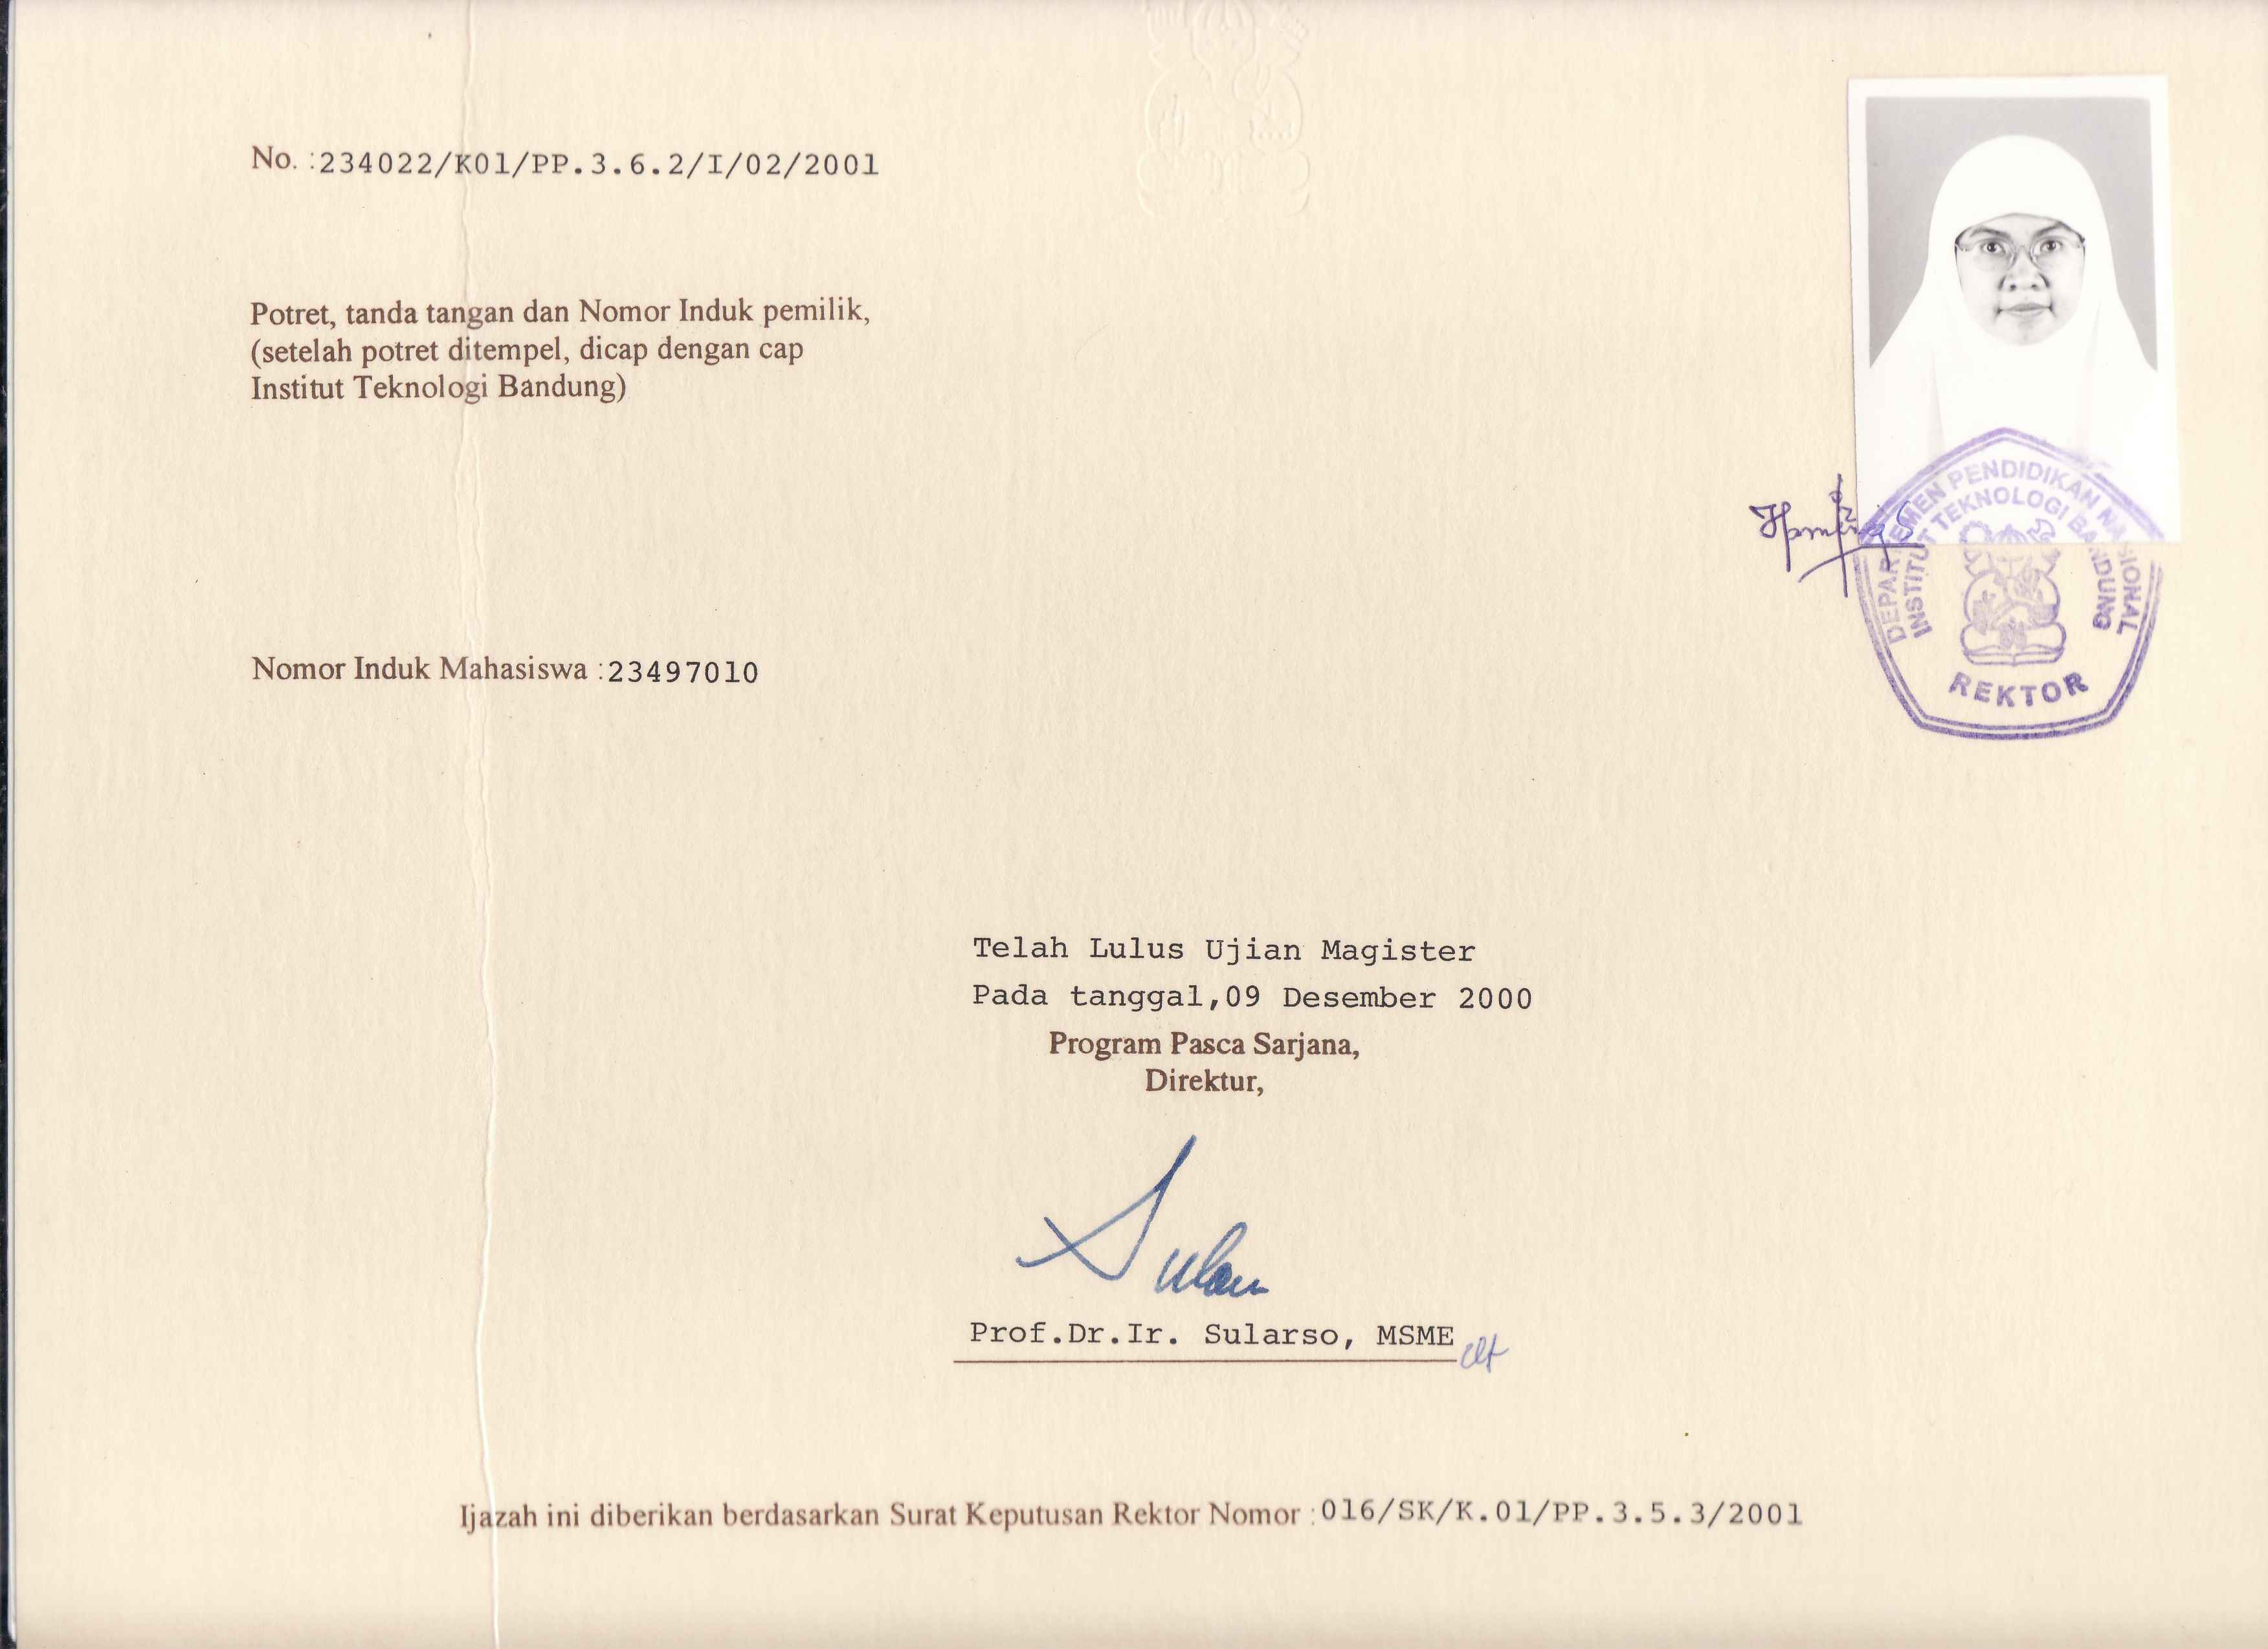 No. :234022/K01/PP.3.6.2/I/02/2001
Potret, tanda tangan dan Nomor Induk pemilik,
(setelah potret ditempel, dicap dengan cap
Institut Teknologi Bandung)
DEPARTEMEN PENDIDIKAN NASIONAL
INSTITUT TEKNOLOGI BANDUNG
REKTOR
Nomor Induk Mahasiswa :23497010
Telah Lulus Ujian Magister
Pada tanggal,09 Desember 2000
Program Pasca Sarjana,
Direktur,
Prof.Dr.Ir. Sularso, MSME
Ijazah ini diberikan berdasarkan Surat Keputusan Rektor Nomor :016/SK/K.01/PP.3.5.3/2001